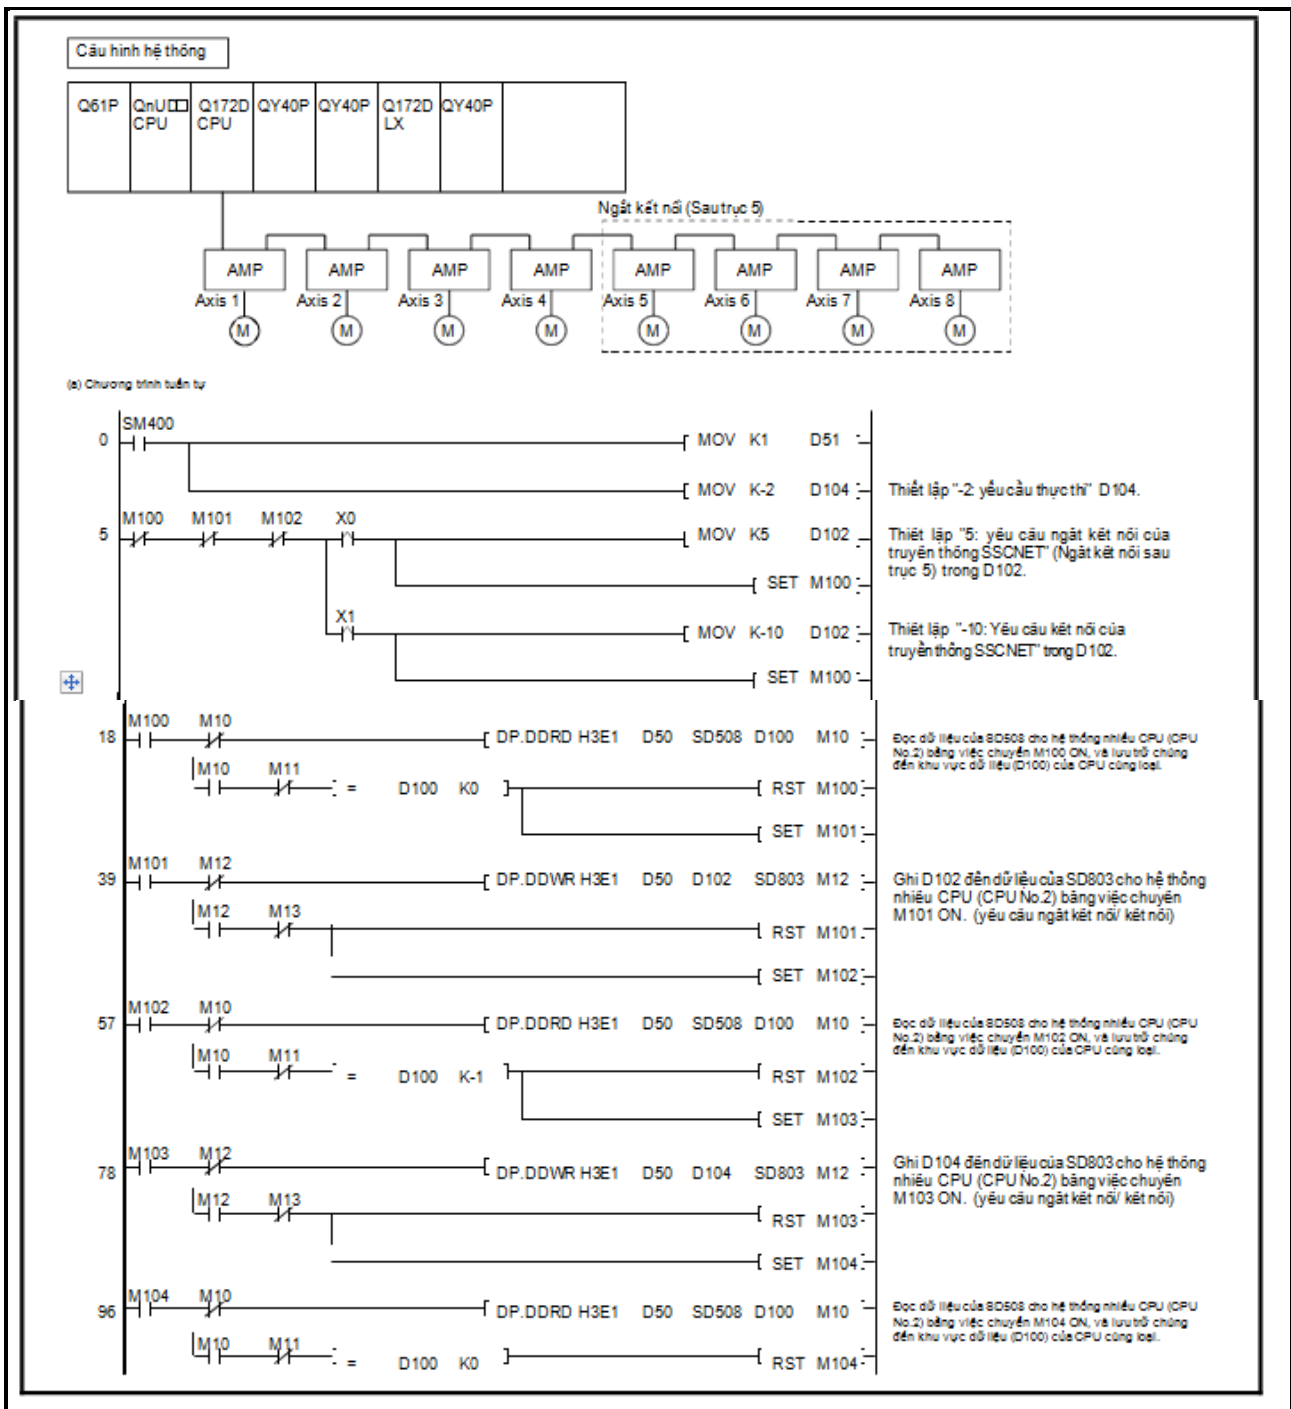 Cấu hình hệ thống
Q61P QnU□□ Q172D QY40P QY40P Q172D QY40P
CPU CPU LX
Ngắt kết nối (Sau trục 5)
AMP AMP AMP AMP AMP AMP AMP AMP
Axis 1 Axis 2 Axis 3 Axis 4 Axis 5 Axis 6 Axis 7 Axis 8
M M M M M M M M
(a) Chương trình tuần tự
SM400
0 MOV K1 D51
MOV K-2 D104 Thiết lập "-2: yêu cầu thực thi" D104.
M100 M101 M102 X0
5 MOV K5 D102 Thiết lập "5: yêu cầu ngắt kết nối của
truyền thông SSCNET" (Ngắt kết nối sau
trục 5) trong D102.
SET M100
X1
MOV K-10 D102 Thiết lập "-10: Yêu cầu kết nối của
truyền thông SSCNET" trong D102.
SET M100
M100 M10
18 DP.DDRD H3E1 D50 SD508 D100 M10 Đọc dữ liệu của SD508 cho hệ thống nhiều CPU (CPU
No.2) bằng việc chuyển M100 ON, và lưu trữ chúng
đến khu vực dữ liệu (D100) của CPU cùng loại.
M10 M11
= D100 K0 RST M100
SET M101
M101 M12
39 DP.DDWR H3E1 D50 D102 SD803 M12 Ghi D102 đến dữ liệu của SD803 cho hệ thống
nhiều CPU (CPU No.2) bằng việc chuyển
M101 ON. (yêu cầu ngắt kết nối/ kết nối)
M12 M13
RST M101
SET M102
M102 M10
57 DP.DDRD H3E1 D50 SD508 D100 M10 Đọc dữ liệu của SD508 cho hệ thống nhiều CPU (CPU
No.2) bằng việc chuyển M102 ON, và lưu trữ chúng
đến khu vực dữ liệu (D100) của CPU cùng loại.
M10 M11
= D100 K-1 RST M102
SET M103
M103 M12
78 DP.DDWR H3E1 D50 D104 SD803 M12 Ghi D104 đến dữ liệu của SD803 cho hệ thống
nhiều CPU (CPU No.2) bằng việc chuyển
M103 ON. (yêu cầu ngắt kết nối/ kết nối)
M12 M13
RST M103
SET M104
M104 M10
96 DP.DDRD H3E1 D50 SD508 D100 M10 Đọc dữ liệu của SD508 cho hệ thống nhiều CPU (CPU
No.2) bằng việc chuyển M104 ON, và lưu trữ chúng
đến khu vực dữ liệu (D100) của CPU cùng loại.
M10 M11
= D100 K0 RST M104